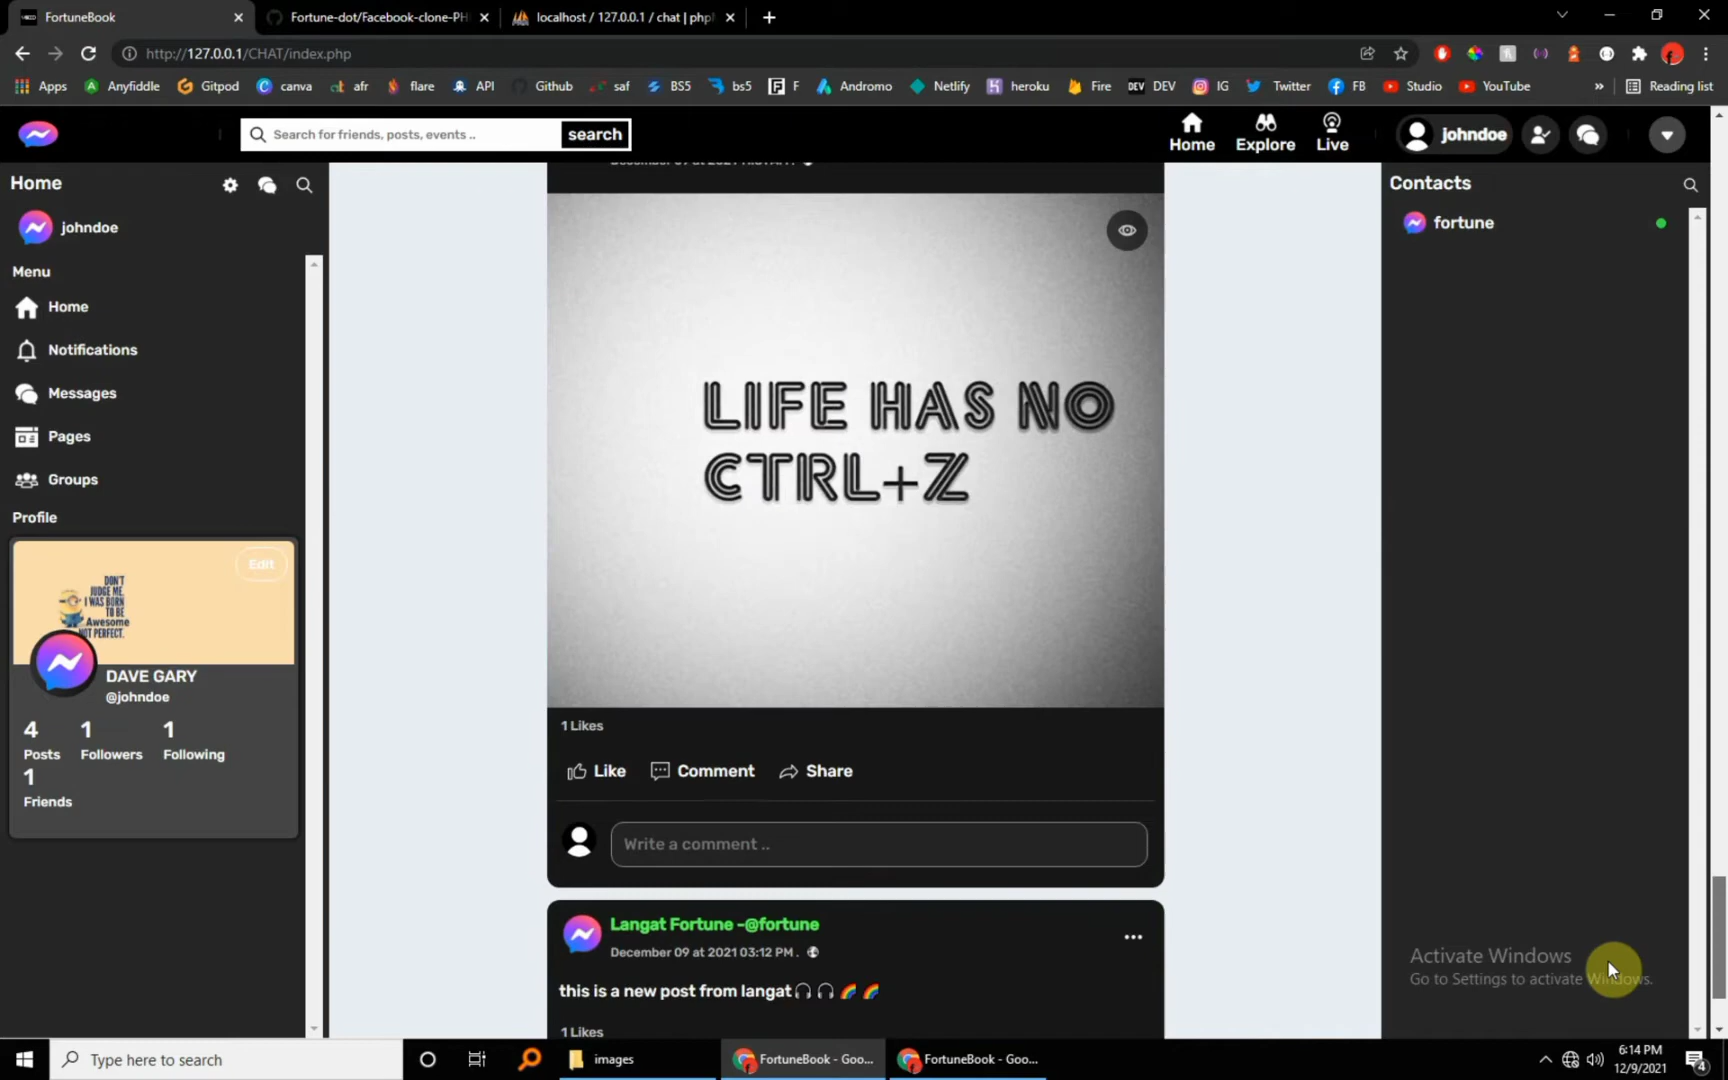 FortuneBook
Fortune-dot/Facebook-clone-PH
localhost / 127.0.0.1 / chat | php
http://127.0.0.1/CHAT/index.php
Apps
Anyfiddle
Gitpod
canva
afr
flare
API
Github
saf
BS5
bs5
F
Andromo
Netlify
heroku
Fire
DEV
DEV
IG
Twitter
FB
Studio
YouTube
»
Reading list
Search for friends, posts, events ..
search
Home
Explore
Live
johndoe
Home
johndoe
Menu
Home
Notifications
Messages
Pages
Groups
Profile
DON'T
JUDGE ME.
I WAS BORN
TO BE
Awesome
NOT PERFECT.
Edit
DAVE GARY
@johndoe
4 1 1
Posts Followers Following
1
Friends
LIFE HAS NO
CTRL+Z
1 Likes
Like Comment Share
Write a comment ..
Langat Fortune -@fortune
December 09 at 2021 03:12 PM .
this is a new post from langat🎧 🎧 🌈 🌈
1 Likes
Contacts
fortune
Activate Windows
Go to Settings to activate Windows.
Type here to search
images
FortuneBook - Goo...
FortuneBook - Goo...
6:14 PM
12/9/2021
4